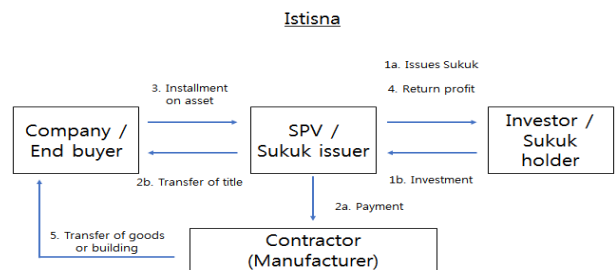 Istisna
1a. Issues Sukuk
3. Installment
on asset
4. Return profit
Company /
End buyer
SPV /
Sukuk issuer
Investor /
Sukuk
holder
2b. Transfer of title
1b. Investment
2a. Payment
5. Transfer of goods
or building
Contractor
(Manufacturer)